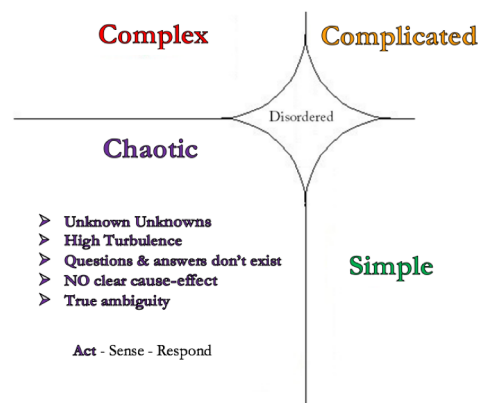 Complex
Complicated
Disordered
Chaotic
Unknown Unknowns
High Turbulence
Questions & answers don't exist
NO clear cause-effect
True ambiguity
Simple
Act - Sense - Respond